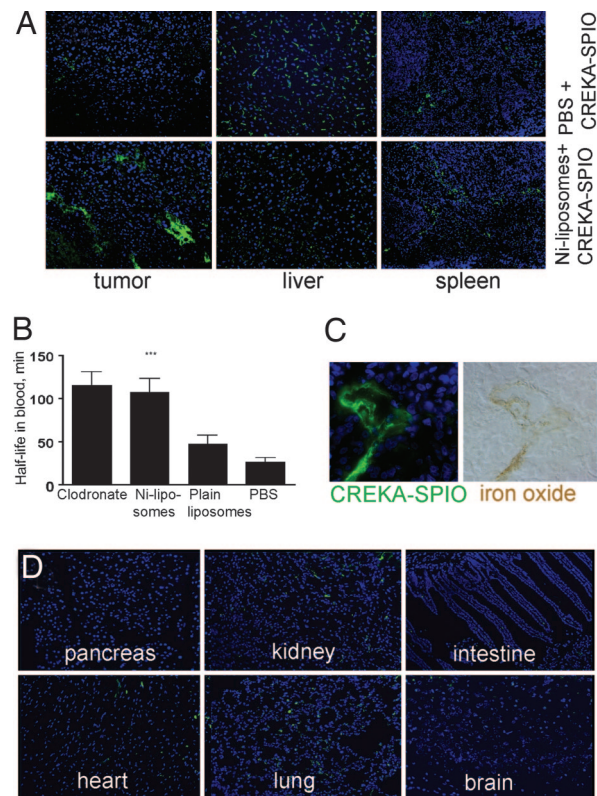 A
PBS +
CREKA-SPIO
Ni-liposomes+
CREKA-SPIO
tumor
liver
spleen
B
Half-life in blood, min
150
100
50
0
***
Clodronate
Ni-lipo-
somes
Plain
liposomes
PBS
C
CREKA-SPIO
iron oxide
D
pancreas
kidney
intestine
heart
lung
brain